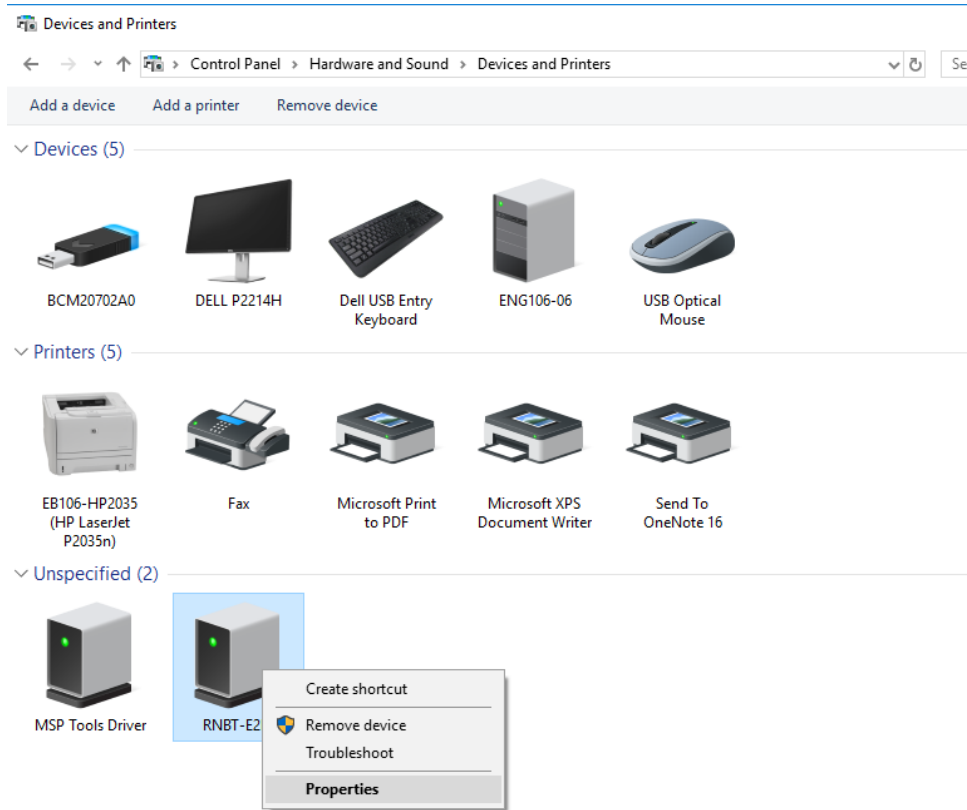 Devices and Printers
Control Panel > Hardware and Sound > Devices and Printers
Se
Add a device Add a printer Remove device
Devices (5)
BCM20702A0 DELL P2214H Dell USB Entry ENG106-06 USB Optical
Keyboard Mouse
Printers (5)
EB106-HP2035 Fax Microsoft Print Microsoft XPS Send To
(HP LaserJet to PDF Document Writer OneNote 16
P2035n)
Unspecified (2)
MSP Tools Driver RNBT-E2
Create shortcut
Remove device
Troubleshoot
Properties